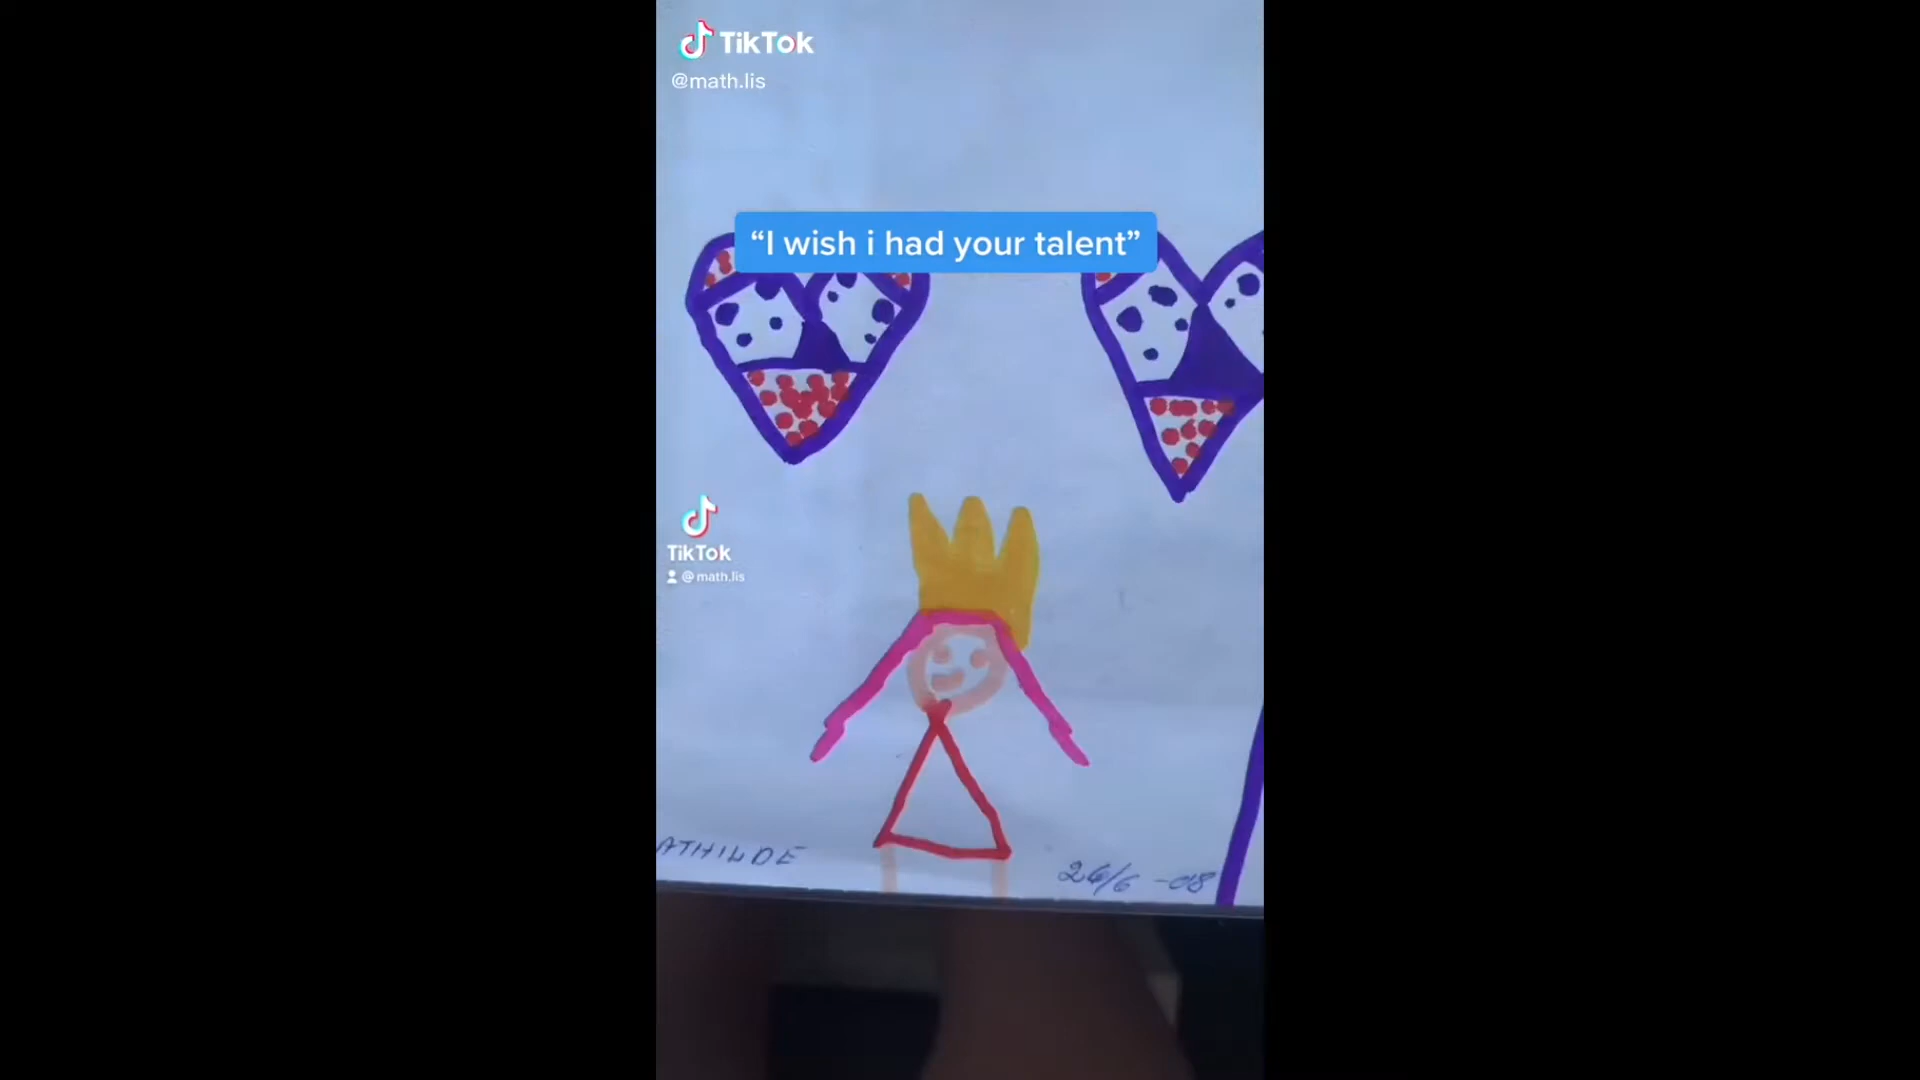 TikTok
@math.lis
“I wish i had your talent”
TikTok
@math.lis
ATHILDE
26/6 -08